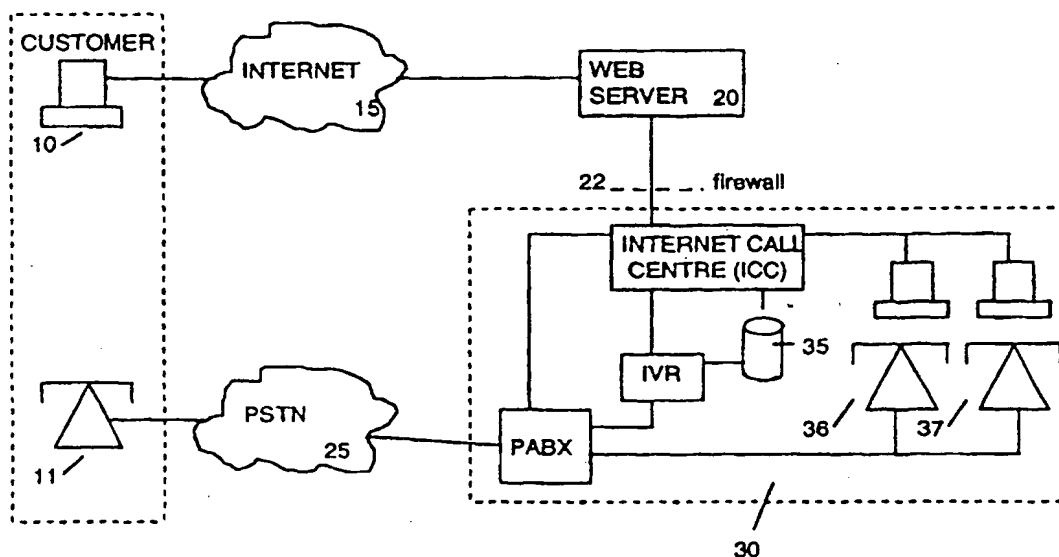 CUSTOMER
10
INTERNET
15
WEB
SERVER 20
22 firewall
INTERNET CALL
CENTRE (ICC)
35
IVR
36
37
11
PSTN
25
PABX
30